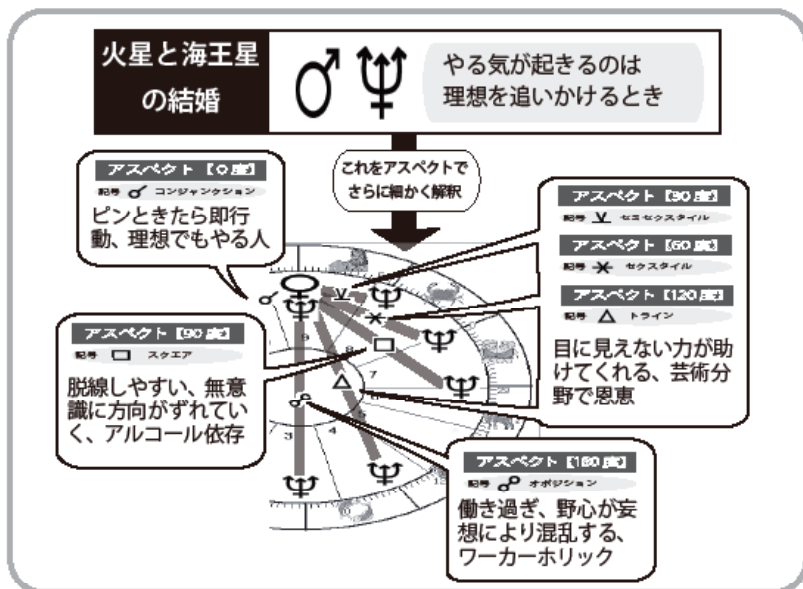 火星と海王星
の結婚
♂ ♆
やる気が起きるのは
理想を追いかけるとき
これをアスペクトで
さらに細かく解釈
アスペクト【0度】
記号 ☌ コンジャンクション
ピンときたら即行
動、理想でもやる人
アスペクト【30度】
記号 ⚺ セミセクスタイル
アスペクト【60度】
記号 ⚹ セクスタイル
アスペクト【120度】
記号 △ トライン
目に見えない力が助
けてくれる、芸術分
野で恩恵
アスペクト【90度】
記号 □ スクエア
脱線しやすい、無意
識に方向がずれてい
く、アルコール依存
アスペクト【180度】
記号 ☍ オポジション
働き過ぎ、野心が妄
想により混乱する、
ワーカーホリック
9
8
7
4
3